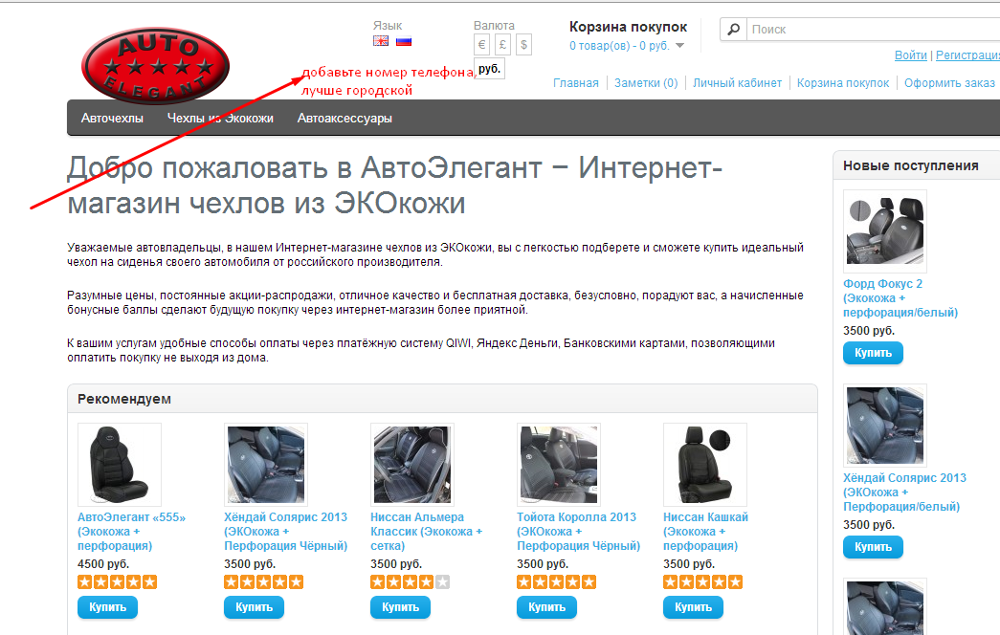 AUTO
ELEGANT
Язык
Валюта
€ £ $
руб.
Корзина покупок
0 товар(ов) - 0 руб.
Поиск
Войти | Регистрация
добавьте номер телефона,
лучше городской
Главная Заметки (0) Личный кабинет Корзина покупок Оформить заказ
Авточехлы Чехлы из Экокожи Автоаксессуары
Добро пожаловать в АвтоЭлегант – Интернет-
магазин чехлов из ЭКОкожи
Уважаемые автовладельцы, в нашем Интернет-магазине чехлов из ЭКОкожи, вы с легкостью подберете и сможете купить идеальный
чехол на сиденья своего автомобиля от российского производителя.
Разумные цены, постоянные акции-распродажи, отличное качество и бесплатная доставка, безусловно, порадуют вас, а начисленные
бонусные баллы сделают будущую покупку через интернет-магазин более приятной.
К вашим услугам удобные способы оплаты через платёжную систему QIWI, Яндекс Деньги, Банковскими картами, позволяющими
оплатить покупку не выходя из дома.
Рекомендуем
АвтоЭлегант «555»
(Экокожа +
перфорация)
4500 руб.
Купить
Хёндай Солярис 2013
(ЭКОкожа +
Перфорация Чёрный)
3500 руб.
Купить
Ниссан Альмера
Классик (Экокожа +
сетка)
3500 руб.
Купить
Тойота Королла 2013
(ЭКОкожа +
Перфорация Чёрный)
3500 руб.
Купить
Ниссан Кашкай
(Экокожа +
перфорация)
3500 руб.
Купить
Новые поступления
Форд Фокус 2
(Экокожа +
перфорация/белый)
3500 руб.
Купить
Хёндай Солярис 2013
(ЭКОкожа +
Перфорация/белый)
3500 руб.
Купить